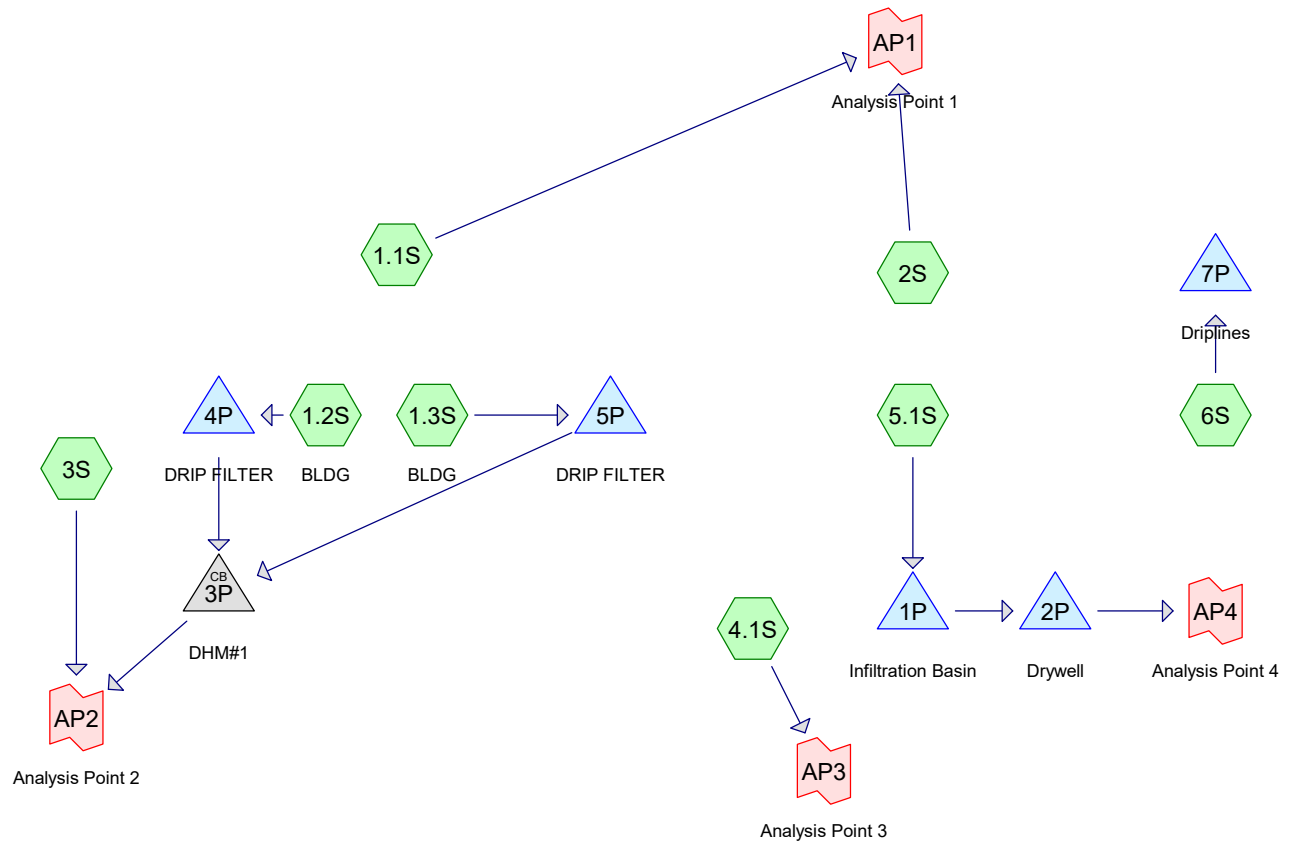 AP1
Analysis Point 1
1.1S
2S
7P
Driplines
4P
1.2S
1.3S
5P
5.1S
6S
3S
DRIP FILTER
BLDG
BLDG
DRIP FILTER
CB
3P
DHM#1
4.1S
1P
2P
AP4
Infiltration Basin
Drywell
Analysis Point 4
AP2
Analysis Point 2
AP3
Analysis Point 3